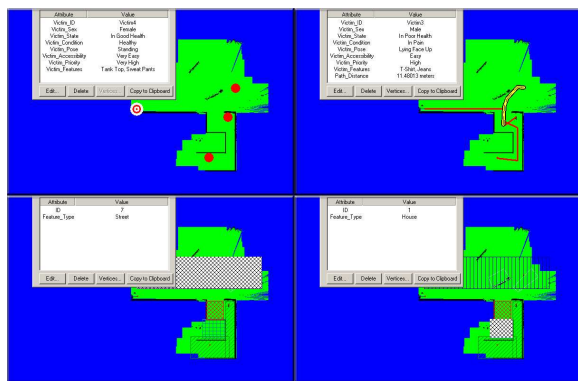 Attribute Value
Victim_ID Victim4
Victim_Sex Female
Victim_State In Good Health
Victim_Condition Healthy
Victim_Pose Standing
Victim_Accessibility Very Easy
Victim_Priority Very High
Victim_Features Tank Top, Sweat Pants
Edit... Delete Vertices... Copy to Clipboard
Attribute Value
Victim_ID Victim3
Victim_Sex Male
Victim_State In Poor Health
Victim_Condition In Pain
Victim_Pose Lying Face Up
Victim_Accessibility Easy
Victim_Priority High
Victim_Features T-Shirt, Jeans
Path_Distance 11.48013 meters
Edit... Delete Vertices... Copy to Clipboard
Attribute Value
ID 7
Feature_Type Street
Edit... Delete Vertices... Copy to Clipboard
Attribute Value
ID 1
Feature_Type House
Edit... Delete Vertices... Copy to Clipboard